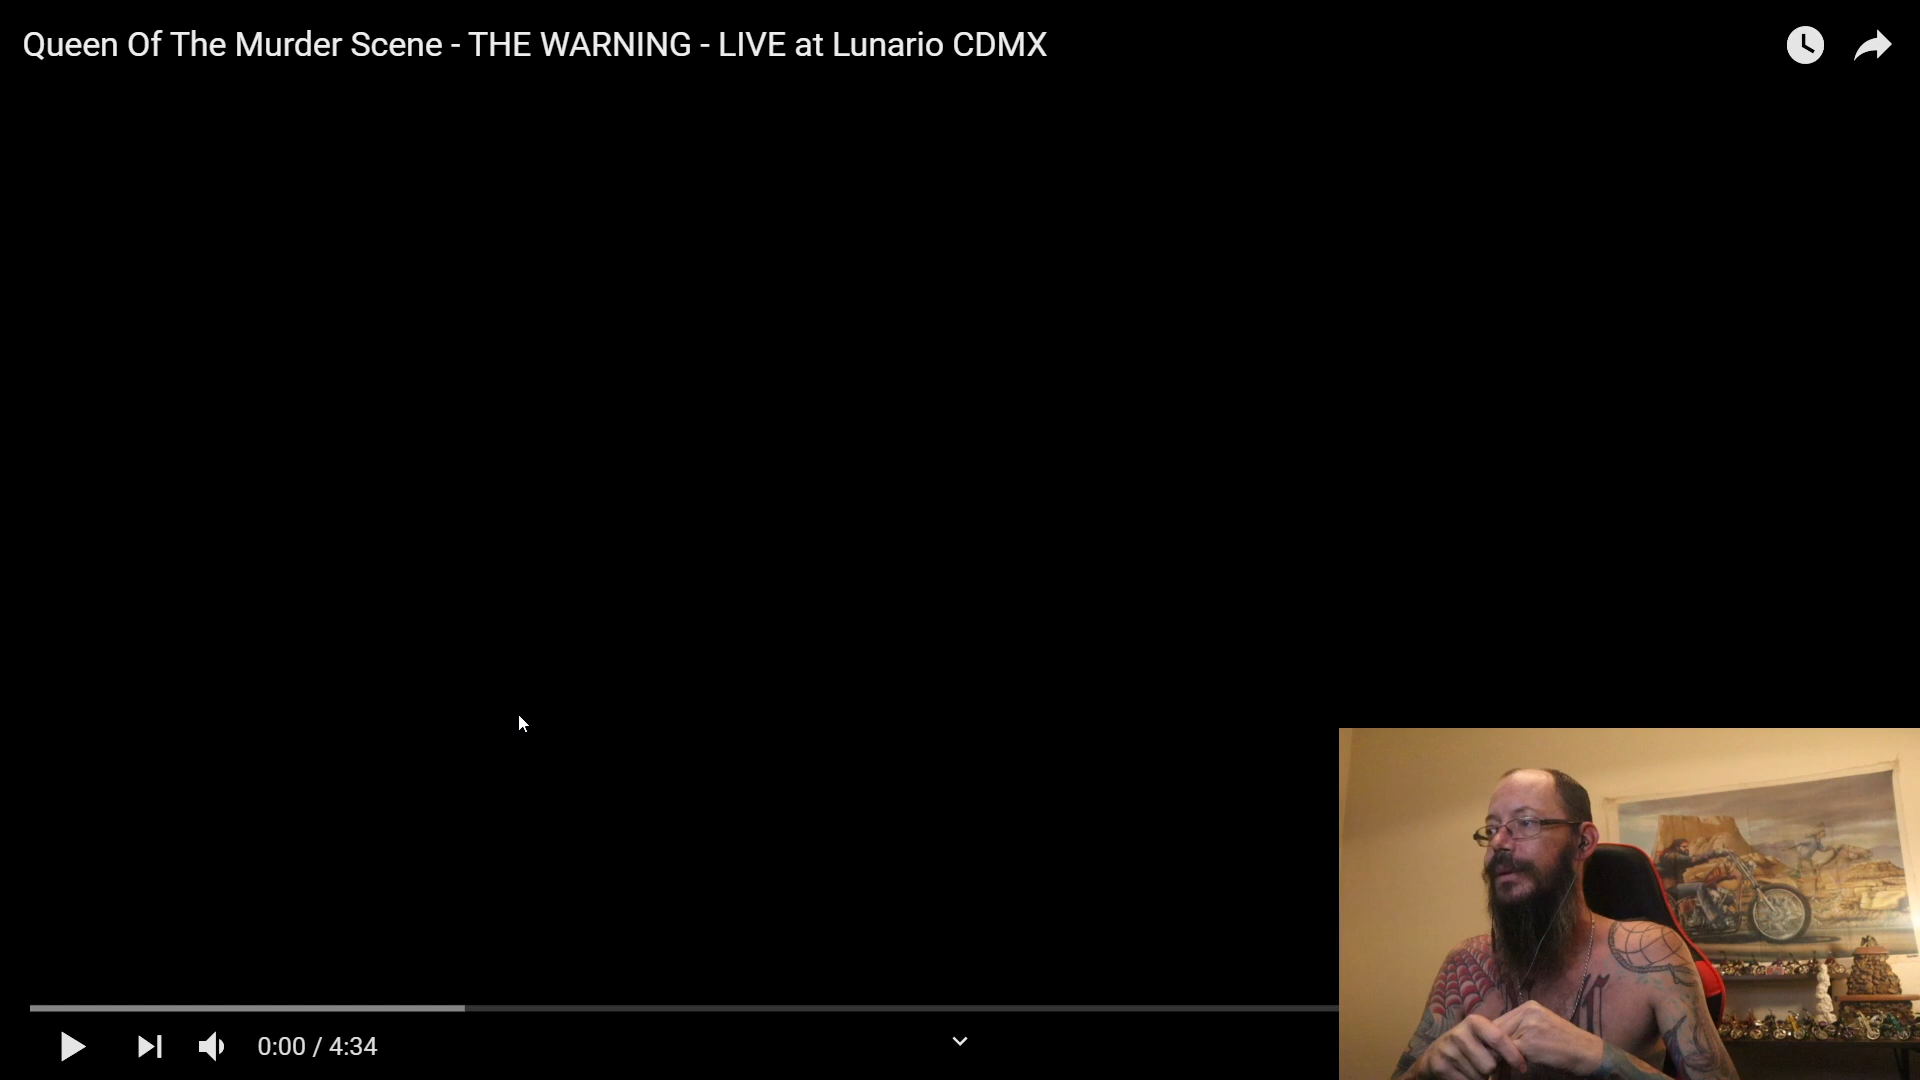 Queen Of The Murder Scene - THE WARNING - LIVE at Lunario CDMX
0:00 / 4:34